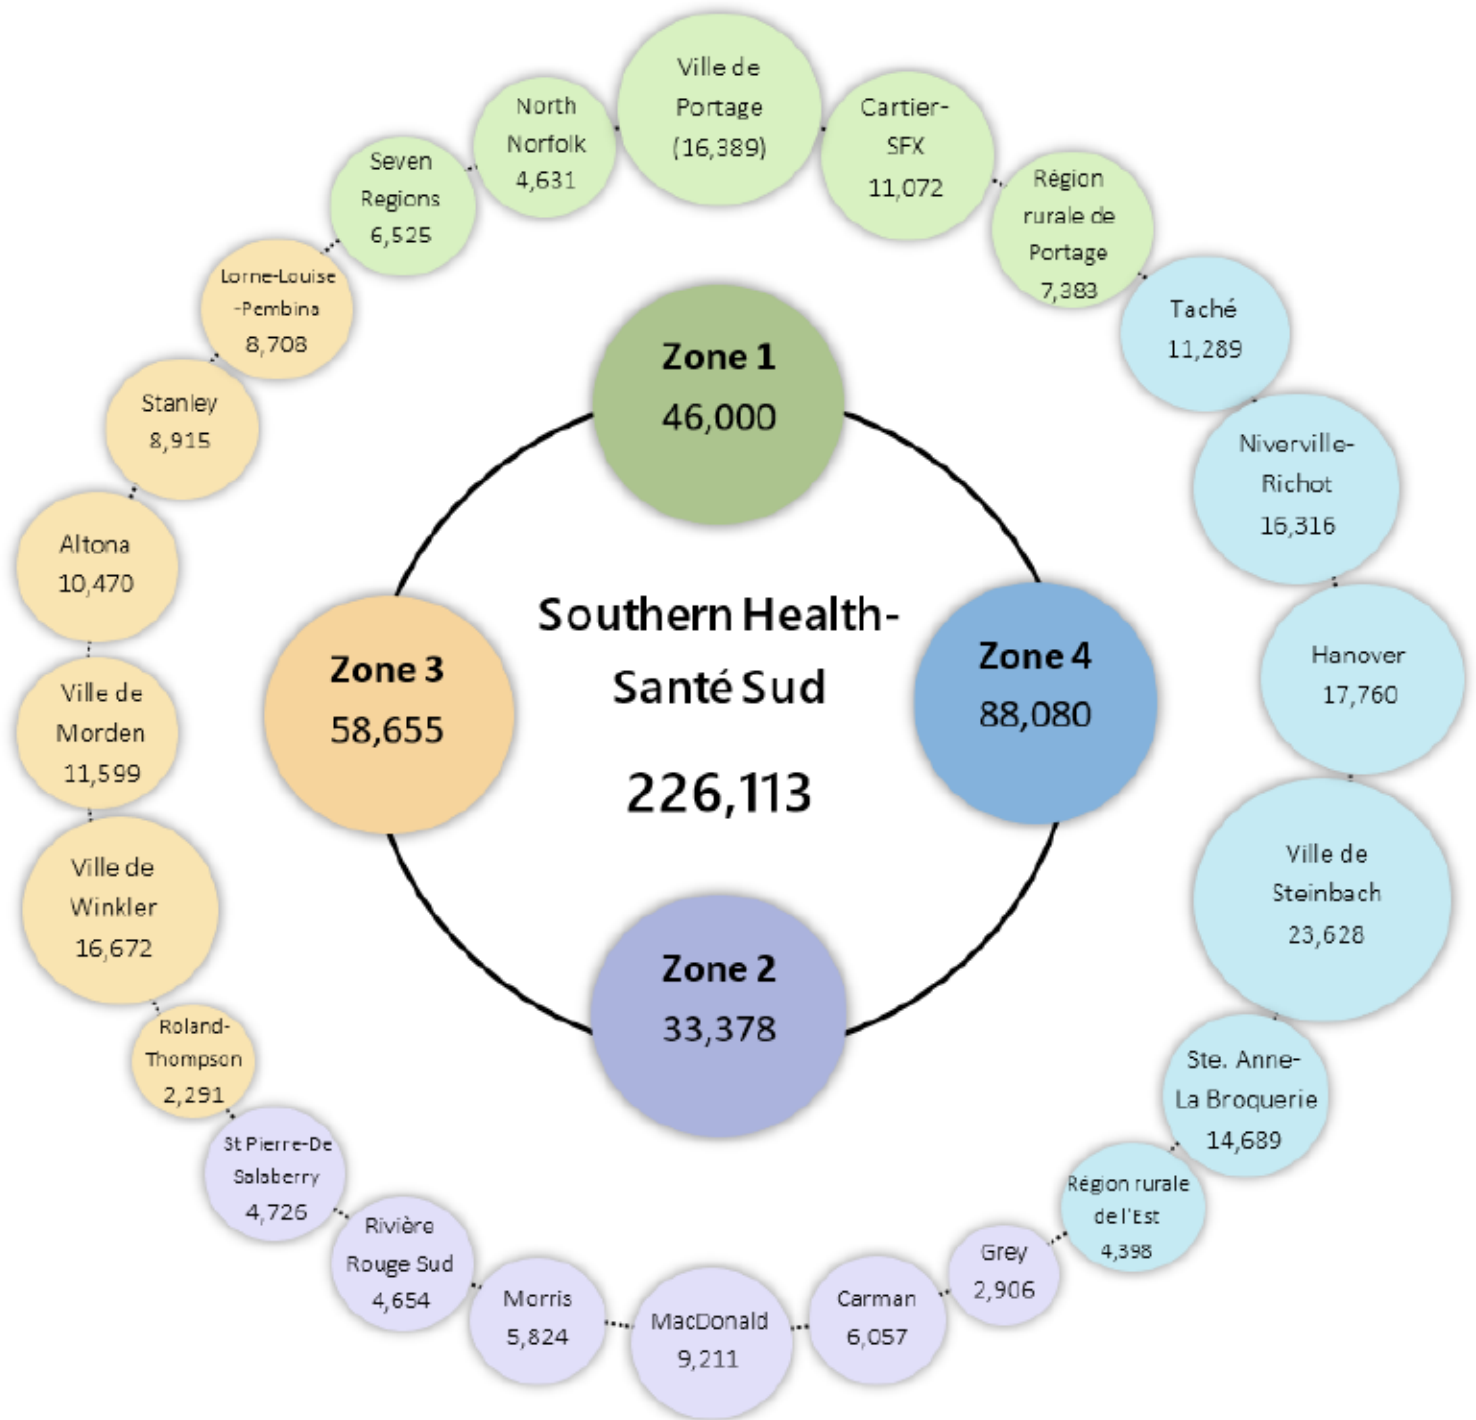 Ville de
Portage
(16,389)
Cartier-
SFX
11,072
Région
rurale de
Portage
7,383
Taché
11,289
Niverville-
Richot
16,316
Hanover
17,760
Ville de
Steinbach
23,628
Ste. Anne-
La Broquerie
14,689
Région rurale
de l'Est
4,398
Grey
2,906
Carman
6,057
MacDonald
9,211
Morris
5,824
Rivière
Rouge Sud
4,654
St Pierre-De
Salaberry
4,726
Roland-
Thompson
2,291
Ville de
Winkler
16,672
Ville de
Morden
11,599
Altona
10,470
Stanley
8,915
Lorne-Louise
-Pembina
8,708
Seven
Regions
6,525
North
Norfolk
4,631
Zone 1
46,000
Zone 3
58,655
Southern Health-
Santé Sud
226,113
Zone 4
88,080
Zone 2
33,378